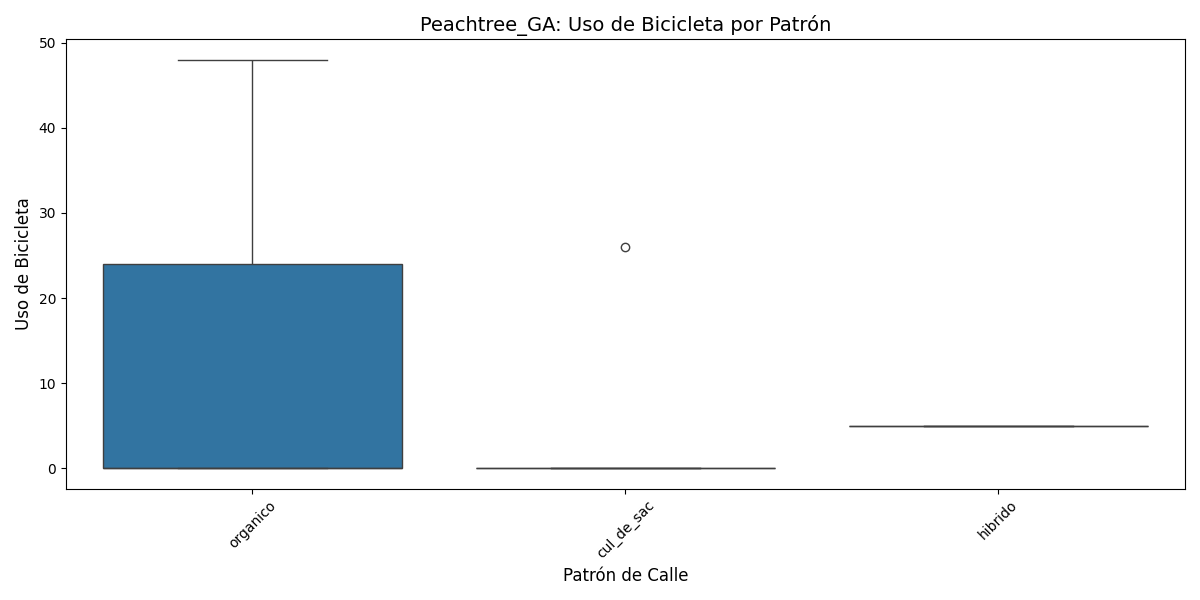 Peachtree_GA: Uso de Bicicleta por Patrón
Uso de Bicicleta
50
40
30
20
10
0
organico
cul_de_sac
hibrido
Patrón de Calle